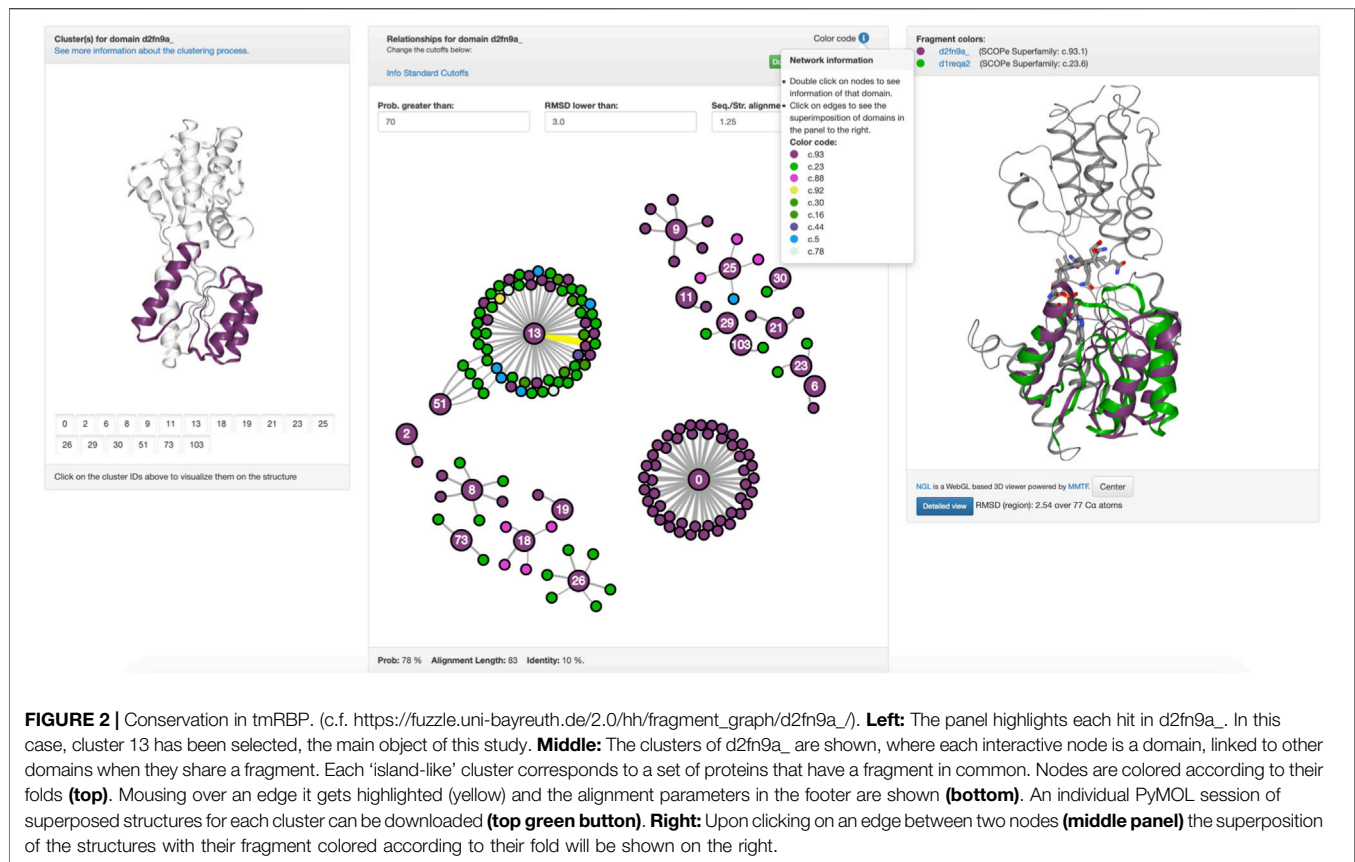 Cluster(s) for domain d2fn9a_
See more information about the clustering process.
0 2 6 8 9 11 13 18 19 21 23 25
26 29 30 51 73 103
Click on the cluster IDs above to visualize them on the structure
Relationships for domain d2fn9a_
Change the cutoffs below:
Color code
Info Standard Cutoffs
Prob. greater than:
70
RMSD lower than:
3.0
Seq./Str. alignme
1.25
Network information
Double click on nodes to see
information of that domain.
Click on edges to see the
superimposition of domains in
the panel to the right.
Color code:
c.93
c.23
c.88
c.92
c.30
c.16
c.44
c.5
c.78
9
25
30
11
29
21
103
23
6
13
51
2
0
8
19
73
18
26
Prob: 78 % Alignment Length: 83 Identity: 10 %.
Fragment colors:
d2fn9a_ (SCOPe Superfamily: c.93.1)
d1reqa2 (SCOPe Superfamily: c.23.6)
NGL is a WebGL based 3D viewer powered by MMTF. Center
Detailed view RMSD (region): 2.54 over 77 Cα atoms
FIGURE 2 | Conservation in tmRBP. (c.f. https://fuzzle.uni-bayreuth.de/2.0/hh/fragment_graph/d2fn9a_/). Left: The panel highlights each hit in d2fn9a_. In this
case, cluster 13 has been selected, the main object of this study. Middle: The clusters of d2fn9a_ are shown, where each interactive node is a domain, linked to other
domains when they share a fragment. Each ‘island-like’ cluster corresponds to a set of proteins that have a fragment in common. Nodes are colored according to their
folds (top). Mousing over an edge it gets highlighted (yellow) and the alignment parameters in the footer are shown (bottom). An individual PyMOL session of
superposed structures for each cluster can be downloaded (top green button). Right: Upon clicking on an edge between two nodes (middle panel) the superposition
of the structures with their fragment colored according to their fold will be shown on the right.